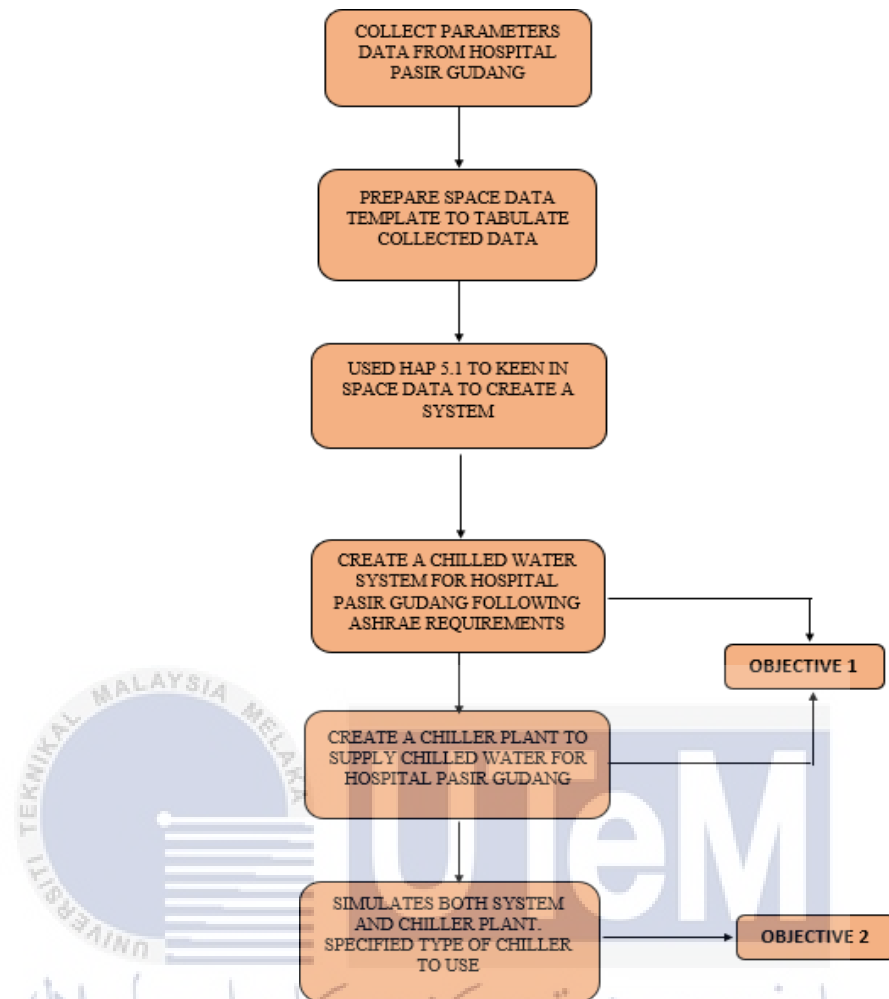 COLLECT PARAMETERS
DATA FROM HOSPITAL
PASIR GUDANG
PREPARE SPACE DATA
TEMPLATE TO TABULATE
COLLECTED DATA
USED HAP 5.1 TO KEEN IN
SPACE DATA TO CREATE A
SYSTEM
CREATE A CHILLED WATER
SYSTEM FOR HOSPITAL
PASIR GUDANG FOLLOWING
ASHRAE REQUIREMENTS
OBJECTIVE 1
CREATE A CHILLER PLANT TO
SUPPLY CHILLED WATER FOR
HOSPITAL PASIR GUDANG
SIMULATES BOTH SYSTEM
AND CHILLER PLANT.
SPECIFIED TYPE OF CHILLER
TO USE
OBJECTIVE 2
UNIVERSITI TEKNIKAL MALAYSIA MELAKA
UTeM